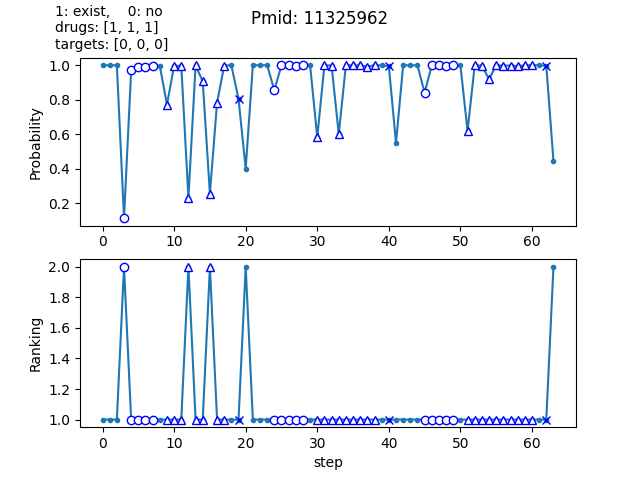 1: exist,    0: no
drugs: [1, 1, 1]
targets: [0, 0, 0]
Pmid: 11325962
Probability
1.0
0.8
0.6
0.4
0.2
0 10 20 30 40 50 60
Ranking
2.0
1.8
1.6
1.4
1.2
1.0
0 10 20 30 40 50 60
step